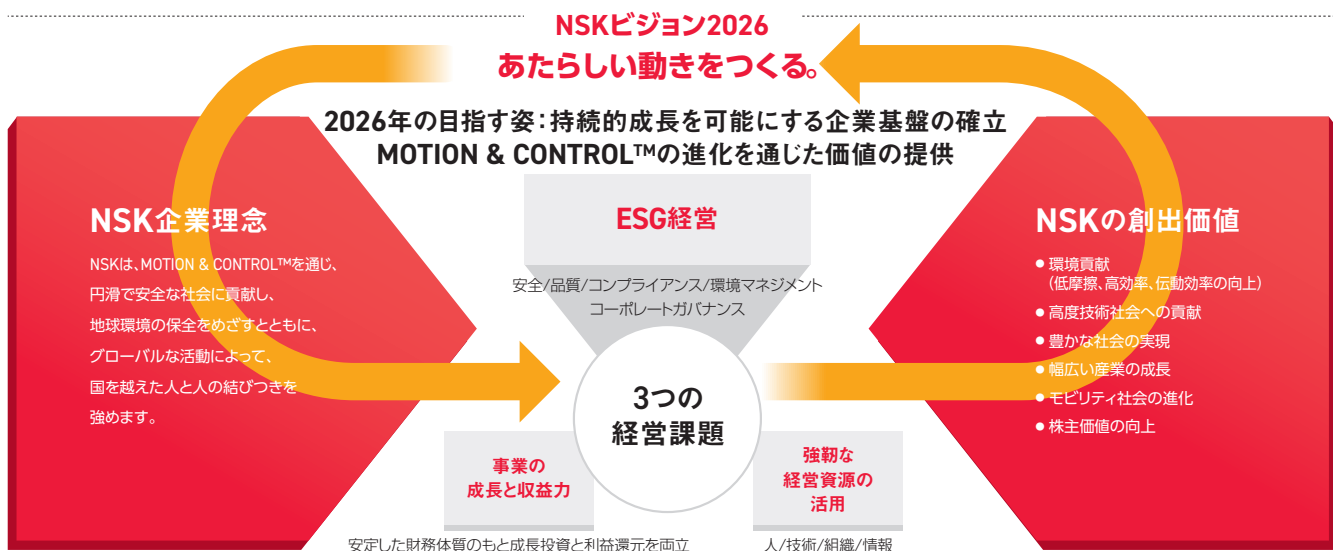 NSKビジョン2026
あたらしい動きをつくる。
2026年の目指す姿：持続的成長を可能にする企業基盤の確立
MOTION & CONTROL™の進化を通じた価値の提供
NSK企業理念
NSKは、MOTION & CONTROL™を通じ、
円滑で安全な社会に貢献し、
地球環境の保全をめざすとともに、
グローバルな活動によって、
国を越えた人と人の結びつきを
強めます。
ESG経営
安全/品質/コンプライアンス/環境マネジメント
コーポレートガバナンス
3つの
経営課題
事業の
成長と収益力
安定した財務体質のもと成長投資と利益還元を両立
強靭な
経営資源の
活用
人/技術/組織/情報
NSKの創出価値
● 環境貢献
(低摩擦、高効率、伝動効率の向上)
● 高度技術社会への貢献
● 豊かな社会の実現
● 幅広い産業の成長
● モビリティ社会の進化
● 株主価値の向上